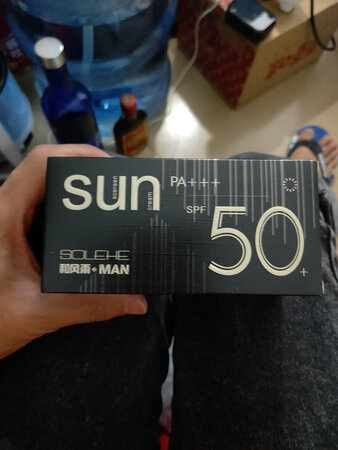 sun
screen
cream
PA+++
SPF
50+
SOLEHE
和风雨·MAN